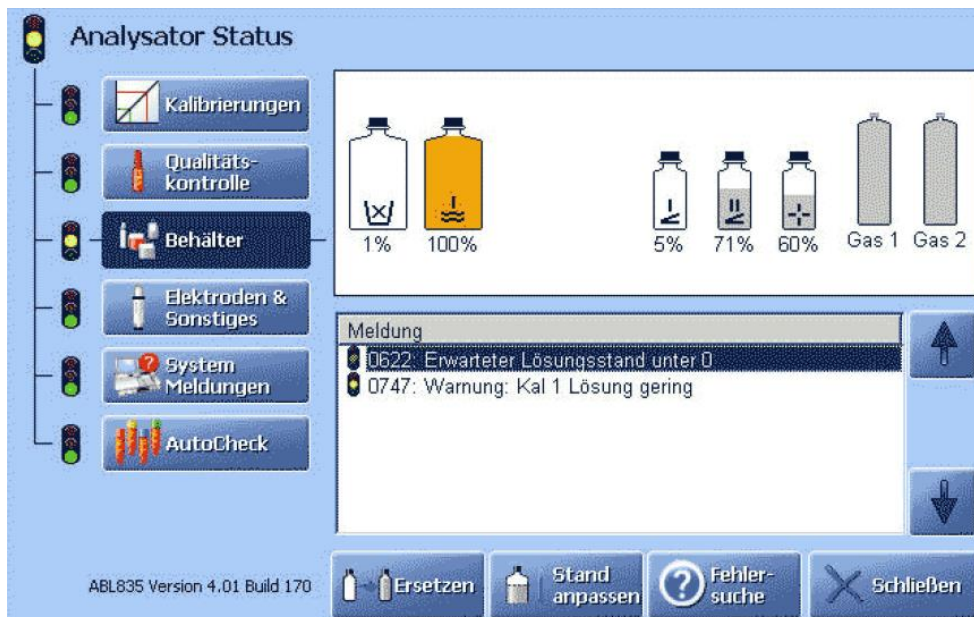 Analysator Status
Kalibrierungen
Qualitäts-
kontrolle
Behälter
Elektroden &
Sonstiges
System
Meldungen
AutoCheck
1% 100% 5% 71% 60% Gas 1 Gas 2
Meldung
0622: Erwarteter Lösungsstand unter 0
0747: Warnung: Kal 1 Lösung gering
ABL835 Version 4.01 Build 170
Ersetzen
Stand
anpassen
Fehler-
suche
Schließen